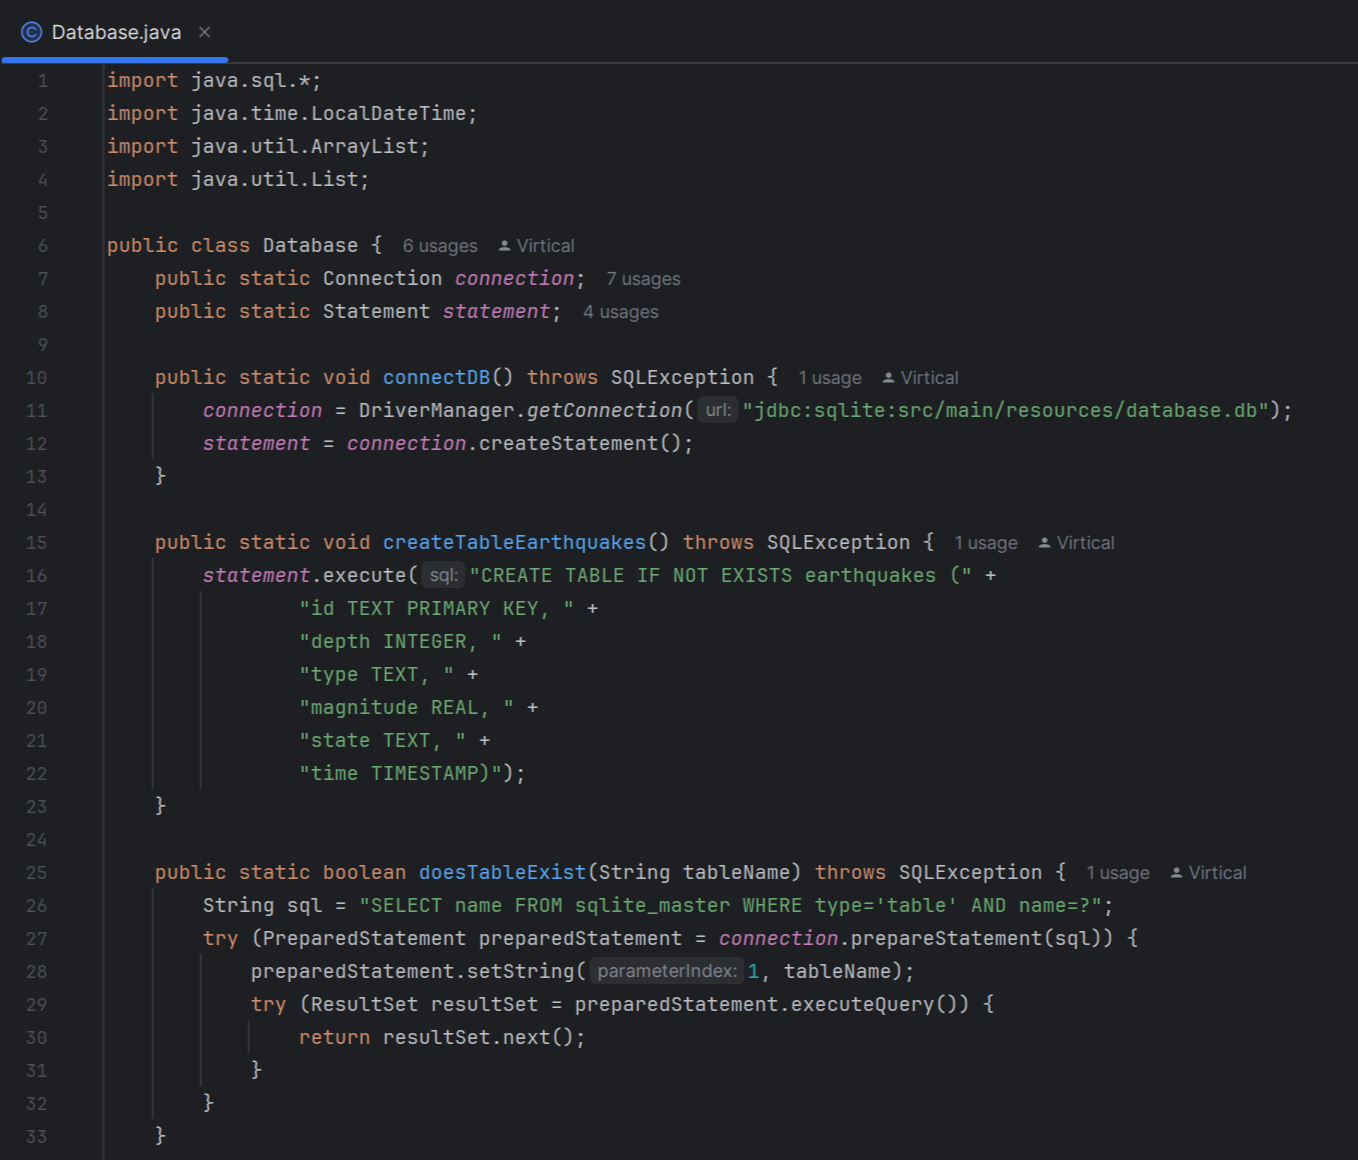 Database.java
1 import java.sql.*;
2 import java.time.LocalDateTime;
3 import java.util.ArrayList;
4 import java.util.List;
5
6 public class Database { 6 usages Virtical
7     public static Connection connection; 7 usages
8     public static Statement statement; 4 usages
9
10     public static void connectDB() throws SQLException { 1 usage Virtical
11         connection = DriverManager.getConnection( url: "jdbc:sqlite:src/main/resources/database.db");
12         statement = connection.createStatement();
13     }
14
15     public static void createTableEarthquakes() throws SQLException { 1 usage Virtical
16         statement.execute( sql: "CREATE TABLE IF NOT EXISTS earthquakes (" +
17                 "id TEXT PRIMARY KEY, " +
18                 "depth INTEGER, " +
19                 "type TEXT, " +
20                 "magnitude REAL, " +
21                 "state TEXT, " +
22                 "time TIMESTAMP)");
23     }
24
25     public static boolean doesTableExist(String tableName) throws SQLException { 1 usage Virtical
26         String sql = "SELECT name FROM sqlite_master WHERE type='table' AND name=?";
27         try (PreparedStatement preparedStatement = connection.prepareStatement(sql)) {
28             preparedStatement.setString( parameterIndex: 1, tableName);
29             try (ResultSet resultSet = preparedStatement.executeQuery()) {
30                 return resultSet.next();
31             }
32         }
33     }